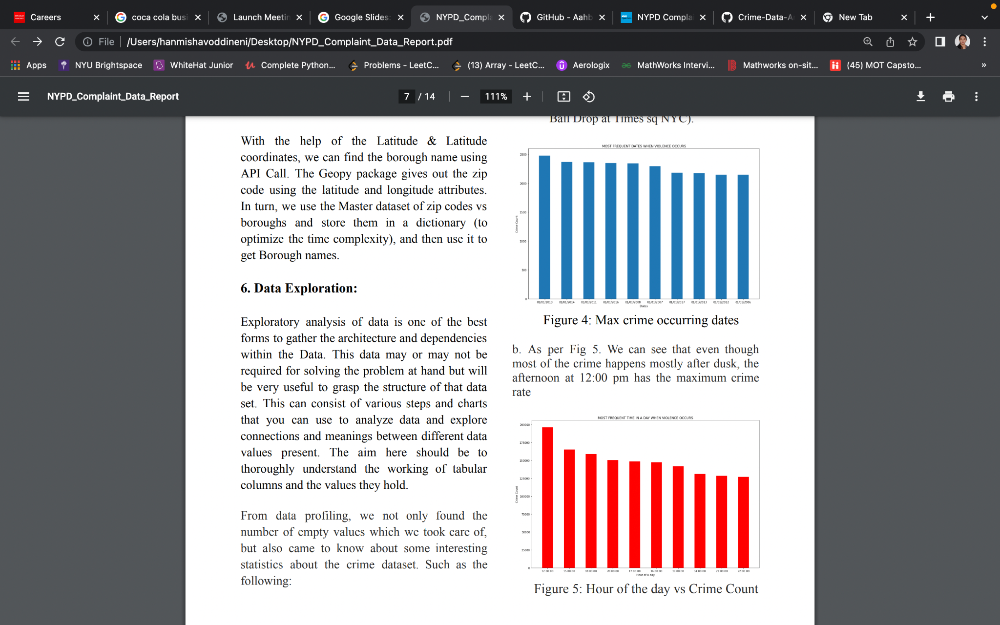 Careers
coca cola busi
Launch Meetin
Google Slides:
NYPD_Compla
GitHub - Aahb
NYPD Complai
Crime-Data-A
New Tab
File
/Users/hanmishavoddineni/Desktop/NYPD_Complaint_Data_Report.pdf
Apps
NYU Brightspace
WhiteHat Junior
Complete Python...
Problems - LeetC...
(13) Array - LeetC...
Aerologix
MathWorks Intervi...
Mathworks on-sit...
(45) MOT Capsto...
»
NYPD_Complaint_Data_Report
7 / 14
111%
With the help of the Latitude & Latitude
coordinates, we can find the borough name using
API Call. The Geopy package gives out the zip
code using the latitude and longitude attributes.
In turn, we use the Master dataset of zip codes vs
boroughs and store them in a dictionary (to
optimize the time complexity), and then use it to
get Borough names.
6. Data Exploration:
Exploratory analysis of data is one of the best
forms to gather the architecture and dependencies
within the Data. This data may or may not be
required for solving the problem at hand but will
be very useful to grasp the structure of that data
set. This can consist of various steps and charts
that you can use to analyze data and explore
connections and meanings between different data
values present. The aim here should be to
thoroughly understand the working of tabular
columns and the values they hold.
From data profiling, we not only found the
number of empty values which we took care of,
but also came to know about some interesting
statistics about the crime dataset. Such as the
following:
Ball Drop at Times sq NYC).
MOST FREQUENT DATES WHEN VIOLENCE OCCURS
2500
2000
1500
1000
500
0
Crime Count
01/01/2010 01/01/2014 01/01/2011 01/01/2016 01/01/2008 01/01/2007 01/01/2017 01/01/2013 01/01/2012 01/01/2006
Dates
Figure 4: Max crime occurring dates
b. As per Fig 5. We can see that even though
most of the crime happens mostly after dusk, the
afternoon at 12:00 pm has the maximum crime
rate
MOST FREQUENT TIME IN A DAY WHEN VIOLENCE OCCURS
200000
175000
150000
125000
100000
75000
50000
25000
0
Crime Count
12:00:00 15:00:00 18:00:00 20:00:00 17:00:00 16:00:00 19:00:00 14:00:00 21:00:00 22:00:00
Hour of a day
Figure 5: Hour of the day vs Crime Count